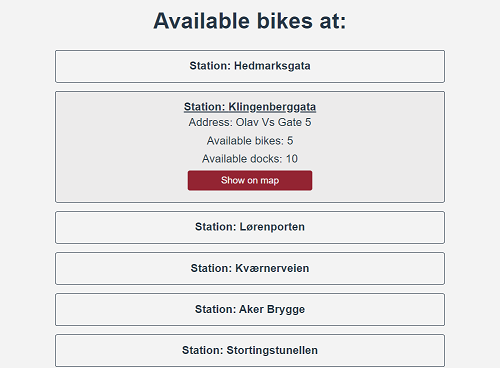 Available bikes at:
Station: Hedmarksgata
Station: Klingenberggata
Address: Olav Vs Gate 5
Available bikes: 5
Available docks: 10
Show on map
Station: Lørenporten
Station: Kværnerveien
Station: Aker Brygge
Station: Stortingstunellen